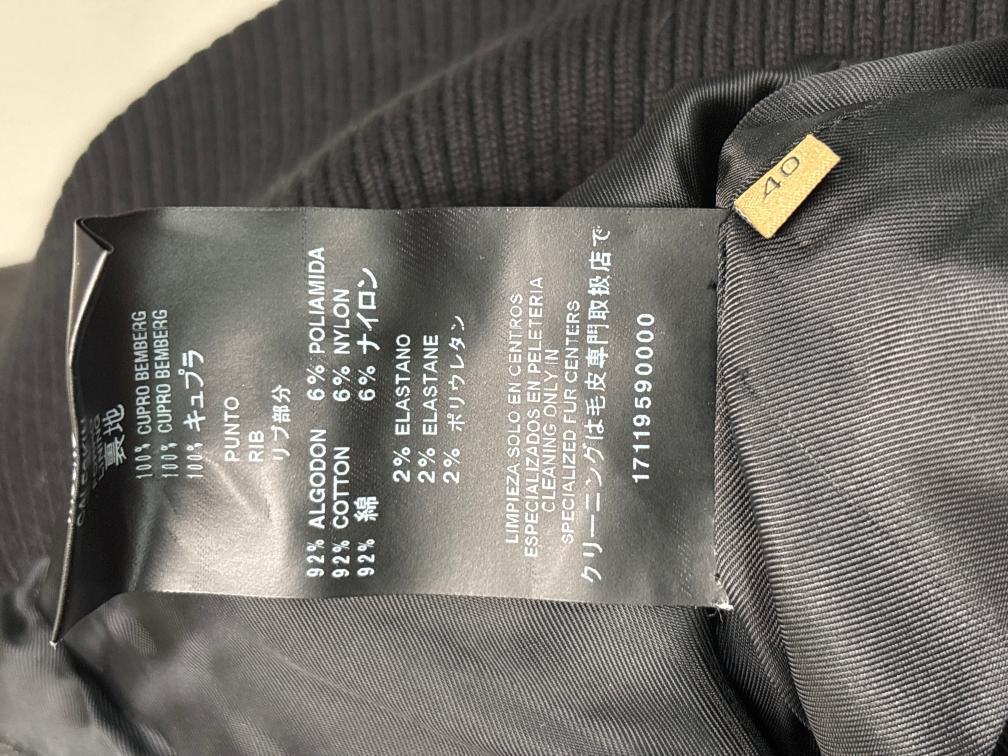 裏地
100% CUPRO BEMBERG
100% CUPRO BEMBERG
100% キュプラ
PUNTO
RIB
リブ部分
92% ALGODON 6% POLIAMIDA
92% COTTON 6% NYLON
92% 綿 6% ナイロン
2% ELASTANO
2% ELASTANE
2% ポリウレタン
LIMPIEZA SOLO EN CENTROS
ESPECIALIZADOS EN PELETERIA
CLEANING ONLY IN
SPECIALIZED FUR CENTERS
クリーニングは毛皮専門取扱店で
1711959000​0
40